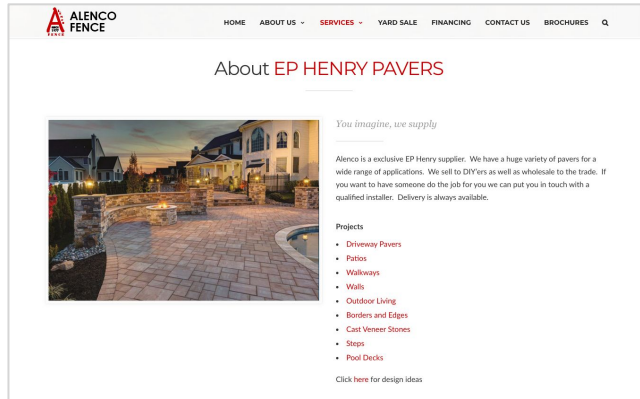 ALENCO
FENCE
HOME ABOUT US SERVICES YARD SALE FINANCING CONTACT US BROCHURES
About EP HENRY PAVERS
You imagine, we supply
Alenco is a exclusive EP Henry supplier. We have a huge variety of pavers for a
wide range of applications. We sell to DIY'ers as well as wholesale to the trade. If
you want to have someone do the job for you we can put you in touch with a
qualified installer. Delivery is always available.
Projects
Driveway Pavers
Patios
Walkways
Walls
Outdoor Living
Borders and Edges
Cast Veneer Stones
Steps
Pool Decks
Click here for design ideas